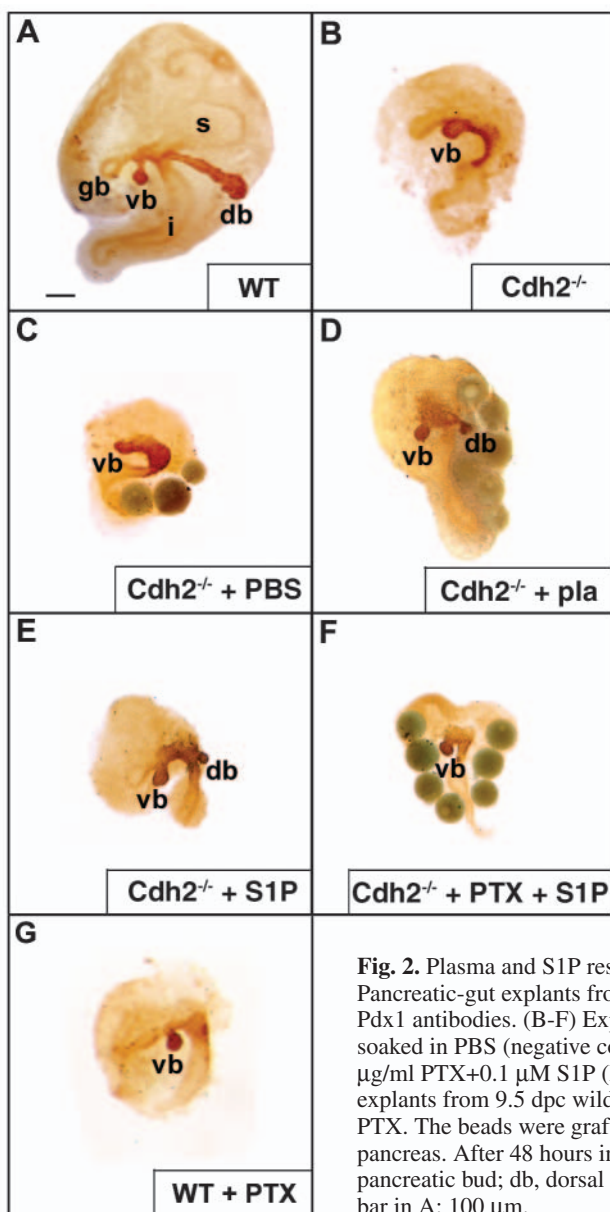 A
s
gb
vb
i
db
WT
B
vb
Cdh2-/-
C
vb
Cdh2-/- + PBS
D
vb
db
Cdh2-/- + pla
E
vb
db
Cdh2-/- + S1P
F
vb
Cdh2-/- + PTX + S1P
G
vb
WT + PTX
Fig. 2. Plasma and S1P res
Pancreatic-gut explants fro
Pdx1 antibodies. (B-F) Exp
soaked in PBS (negative co
μg/ml PTX+0.1 μM S1P (
explants from 9.5 dpc wild
PTX. The beads were graf
pancreas. After 48 hours in
pancreatic bud; db, dorsal
bar in A: 100 μm.